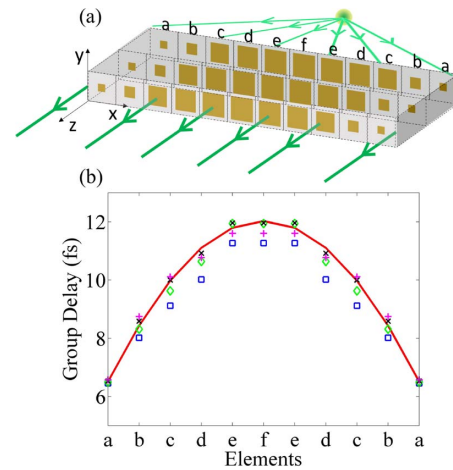 (a)
a b c d e f e d c b a
y
x
z
(b)
12
10
8
6
Group Delay (fs)
a b c d e f e d c b a
Elements